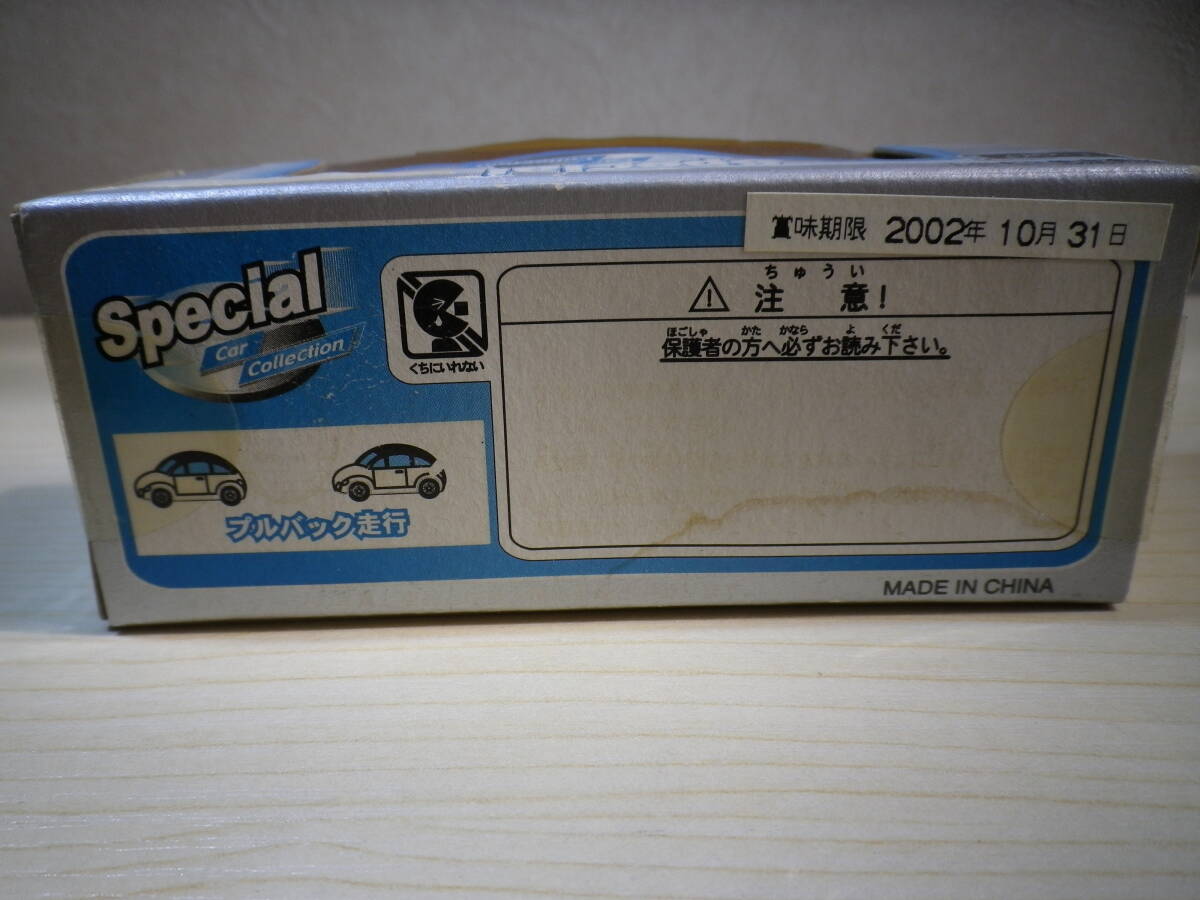 賞味期限 2002年 10月 31日
Special
Car
Collection
くちにいれない
ちゅうい
注意!
ほごしゃ かた かなら よ くだ
保護者の方へ必ずお読み下さい。
プルバック走行
MADE IN CHINA